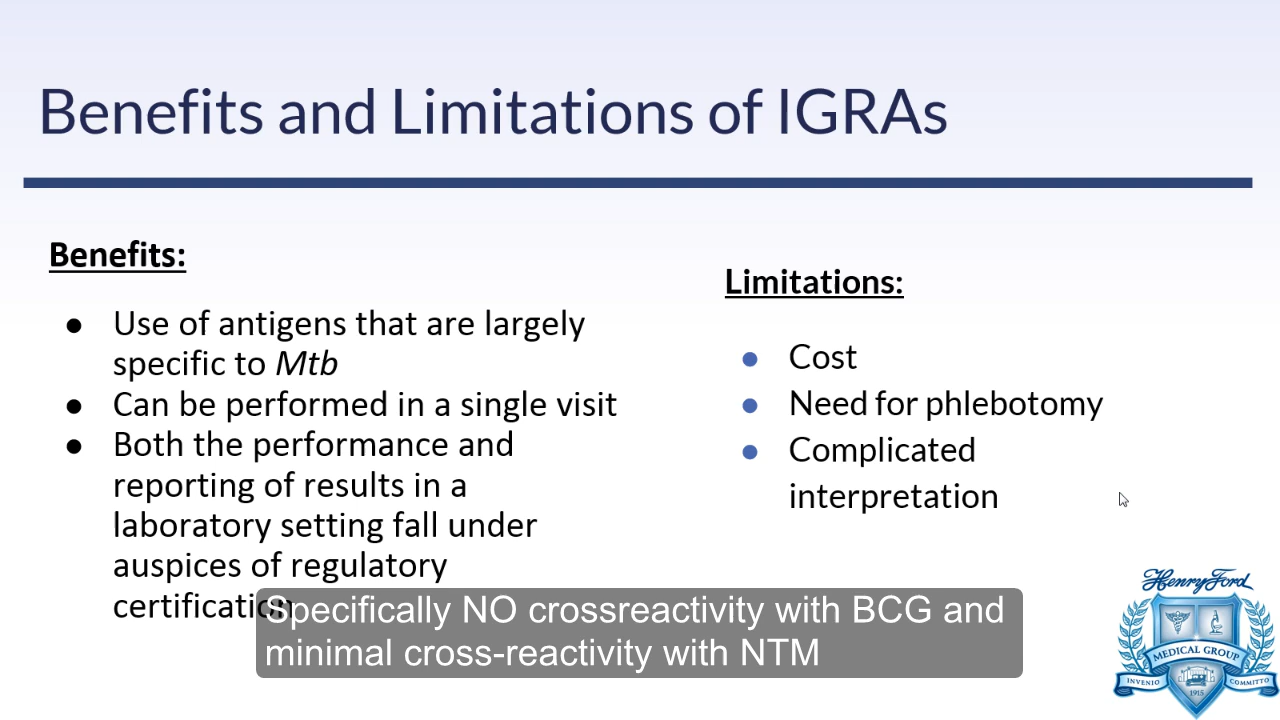 Benefits and Limitations of IGRAs
Benefits:
● Use of antigens that are largely
specific to Mtb
● Can be performed in a single visit
● Both the performance and
reporting of results in a
laboratory setting fall under
auspices of regulatory
certification
Limitations:
● Cost
● Need for phlebotomy
● Complicated
interpretation
Specifically NO crossreactivity with BCG and
minimal cross-reactivity with NTM
Henry Ford
MEDICAL GROUP
INVENIO
COMMITTO
1915